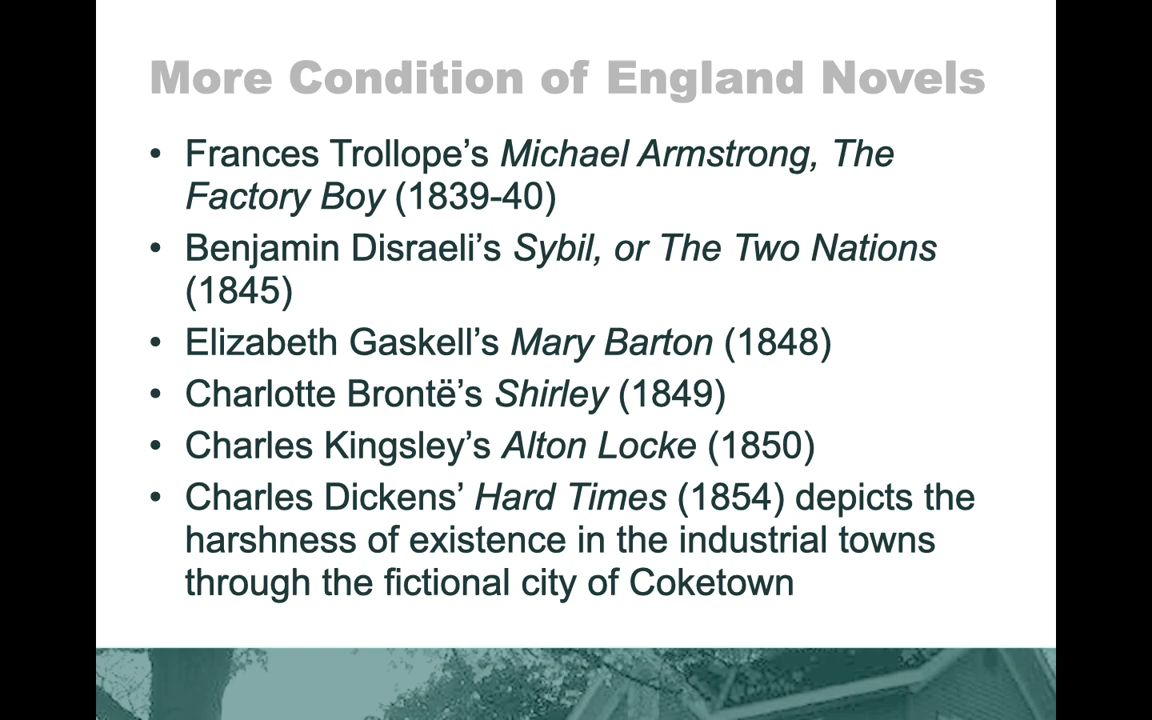 More Condition of England Novels
• Frances Trollope’s Michael Armstrong, The
Factory Boy (1839-40)
• Benjamin Disraeli’s Sybil, or The Two Nations
(1845)
• Elizabeth Gaskell’s Mary Barton (1848)
• Charlotte Brontë’s Shirley (1849)
• Charles Kingsley’s Alton Locke (1850)
• Charles Dickens’ Hard Times (1854) depicts the
harshness of existence in the industrial towns
through the fictional city of Coketown